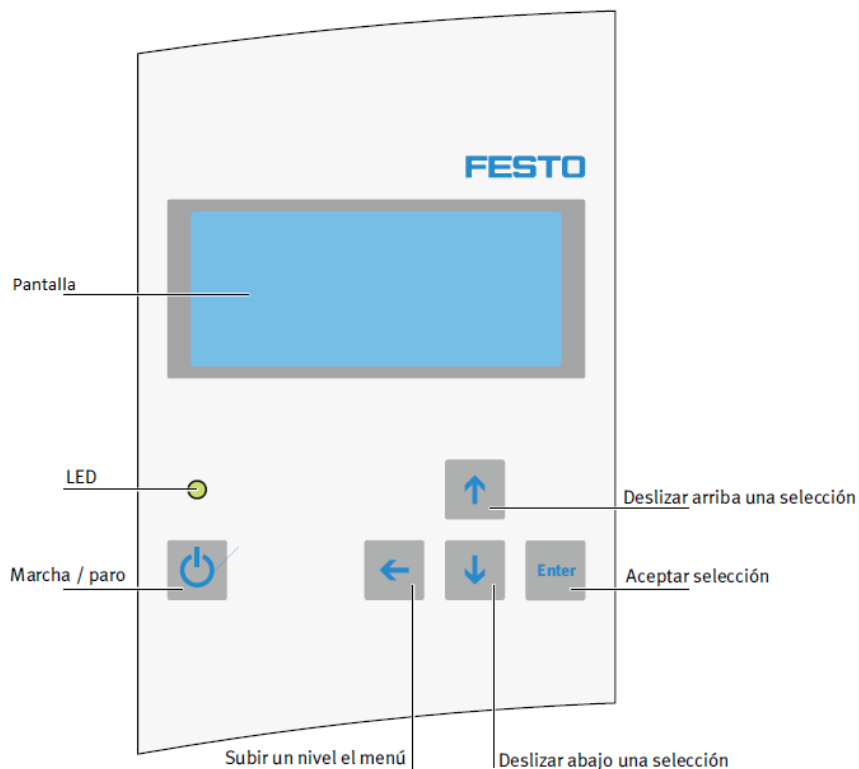 FESTO
Pantalla
LED
Deslizar arriba una selección
Marcha / paro
Enter
Aceptar selección
Subir un nivel el menú
Deslizar abajo una selección